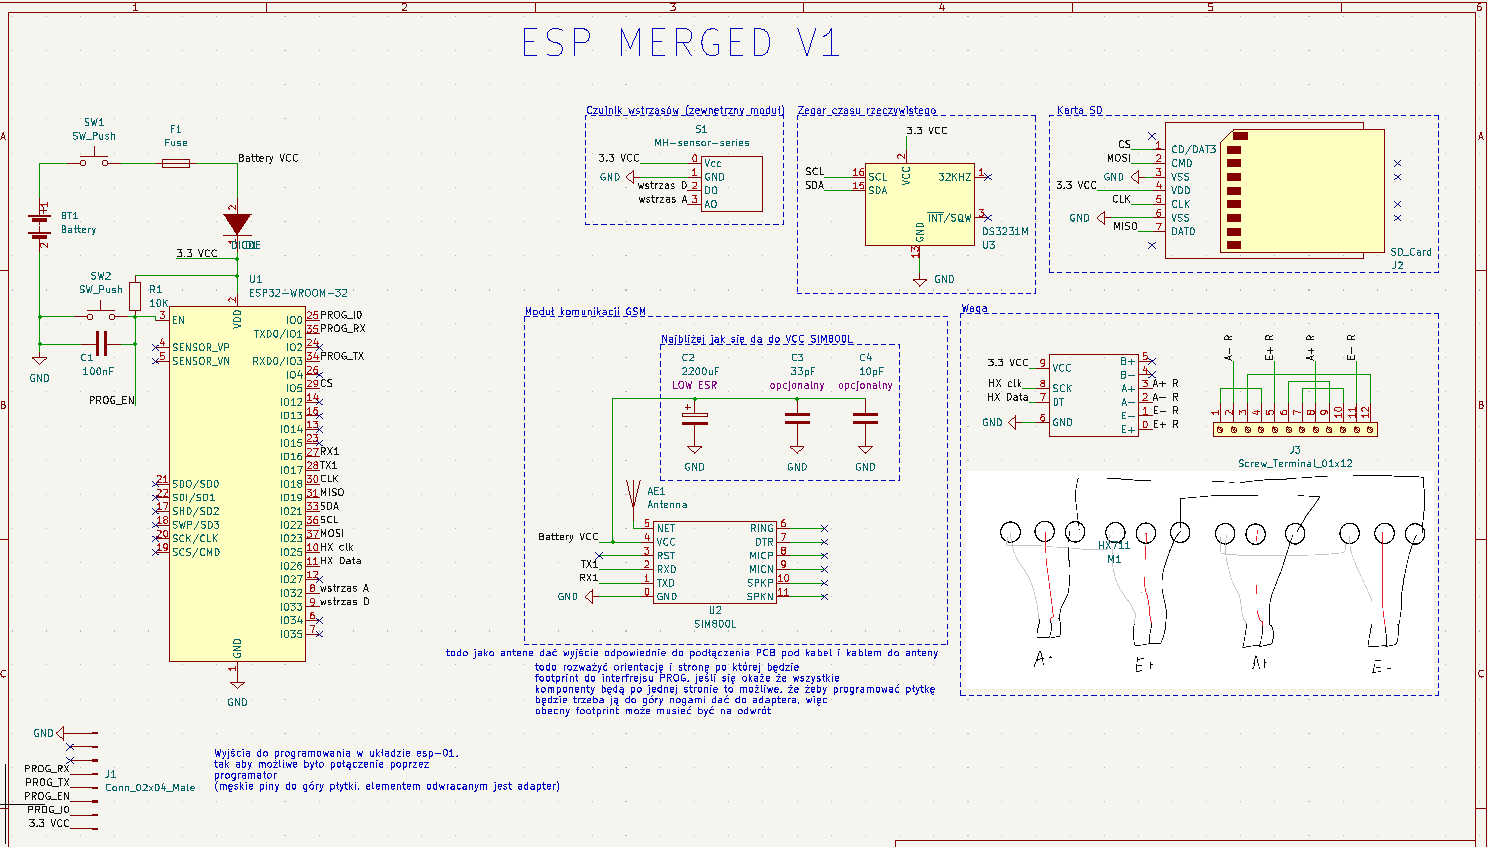 1 2 3 4 5 6
ESP MERGED V1
A
B
C
SW1
SW_Push
F1
Fuse
Battery VCC
BT1
Battery
1
2
2
3.3 VCC
SW2
SW_Push
R1
10K
C1
100nF
GND
PROG_EN
U1
ESP32-WROOM-32
2
VDD
3 EN
4 SENSOR_VP
5 SENSOR_VN
21 SDO/SD0
22 SDI/SD1
17 SHD/SD2
18 SWP/SD3
20 SCK/CLK
19 SCS/CMD
IO0 25 PROG_IO
TXD0/IO1 35 PROG_RX
IO2 24
RXD0/IO3 34 PROG_TX
IO4 26
IO5 29 CS
IO12 14
IO13 16
IO14 13
IO15 23
IO16 27 RX1
IO17 28 TX1
IO18 30 CLK
IO19 31 MISO
IO21 33 SDA
IO22 36 SCL
IO23 37 MOSI
IO25 10 HX clk
IO26 11 HX Data
IO27 12
IO32 8 wstrzas A
IO33 9 wstrzas D
IO34 6
IO35 7
GND
1
GND
GND
PROG_RX
PROG_TX
PROG_EN
PROG_IO
3.3 VCC
J1
Conn_02x04_Male
Wyjścia do programowania w układzie esp-01,
tak aby możliwe było połączenie poprzez
programator
(męskie piny do góry płytki, elementem odwracanym jest adapter)
Czujnik wstrząsów (zewnętrzny moduł)
S1
MH-sensor-series
3.3 VCC 0 Vcc
GND 1 GND
wstrzas D 2 DO
wstrzas A 3 AO
Zegar czasu rzeczywistego
3.3 VCC
2
VCC
SCL 16 SCL
SDA 15 SDA
32KHZ 1
INT/SQW 3
GND
13
GND
DS3231M
U3
Karta SD
CS 1 CD/DAT3
MOSI 2 CMD
GND 3 VSS
3.3 VCC 4 VDD
CLK 5 CLK
GND 6 VSS
MISO 7 DAT0
SD_Card
J2
Moduł komunikacji GSM
Najbliżej jak się da do VCC SIM800L
C2
2200uF
LOW ESR
C3
33pF
opcjonalny
C4
10pF
opcjonalny
GND
GND
GND
AE1
Antenna
5 NET
Battery VCC 4 VCC
3 RST
TX1 2 RXD
RX1 1 TXD
GND 0 GND
RING 6
DTR 7
MICP 8
MICN 9
SPKP 10
SPKN 11
U2
SIM800L
todo jako antene dać wyjście odpowiednie do podłączenia PCB pod kabel i kablem do anteny
todo rozważyć orientację i stronę po której będzie
footprint do interfejsu PROG, jeśli się okaże że wszystkie
komponenty będą po jednej stronie to możliwe, że żeby programować płytkę
będzie trzeba ją do góry nogami dać do adaptera, więc
obecny footprint może musieć być na odwrót
Waga
3.3 VCC 9 VCC
HX clk 8 SCK
HX Data 7 DT
GND 6 GND
B+ 5
B- 4
A+ 3 A+ R
A- 2 A- R
E- 1 E- R
E+ 0 E+ R
A- R
E+ R
A+ R
E- R
1 2 3 4 5 6 7 8 9 10 11 12
J3
Screw_Terminal_01x12
HX711
M1
A-
E+
A+
E-